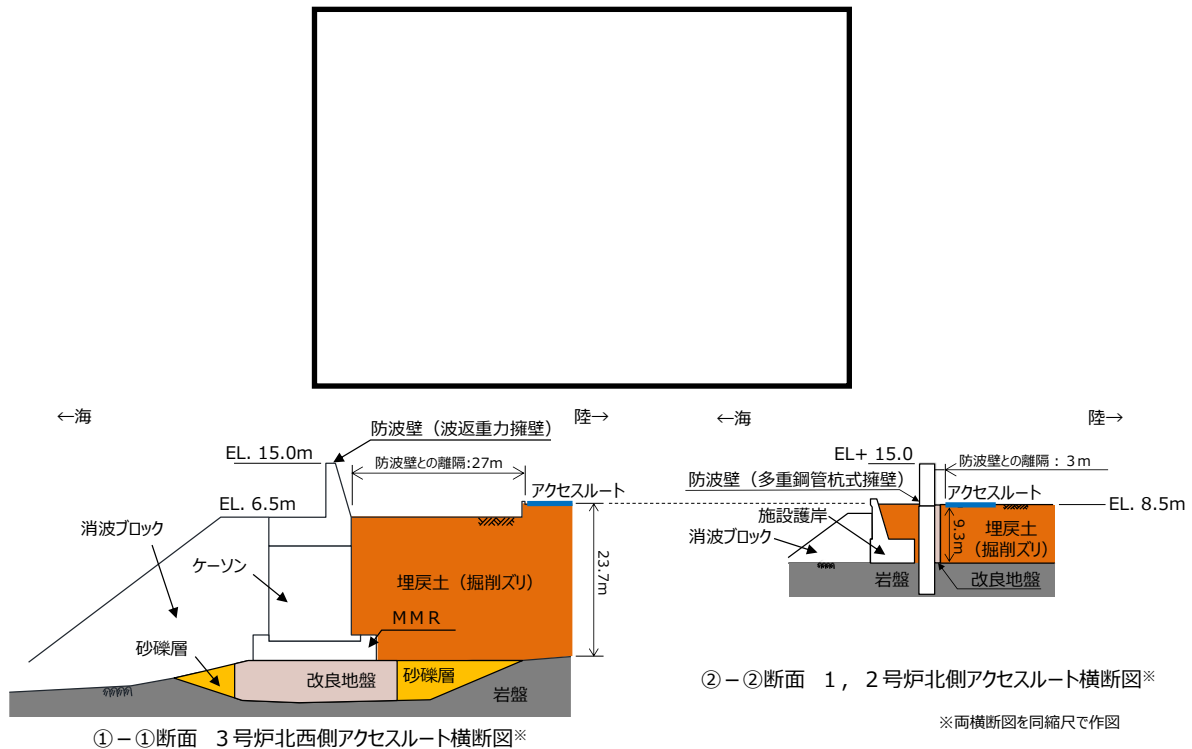 ←海
陸→
防波壁（波返重力擁壁）
EL. 15.0m
防波壁との離隔:27m
アクセスルート
EL. 6.5m
消波ブロック
ケーソン
埋戻土（掘削ズリ）
23.7m
ＭＭＲ
砂礫層
改良地盤
砂礫層
岩盤
①－①断面　３号炉北西側アクセスルート横断図※
←海
陸→
EL+ 15.0
防波壁との離隔：３ｍ
防波壁（多重鋼管杭式擁壁）
アクセスルート
EL. 8.5m
施設護岸
消波ブロック
9.3m
埋戻土
（掘削ズリ）
岩盤
改良地盤
②－②断面　１，２号炉北側アクセスルート横断図※
※両横断図を同縮尺で作図